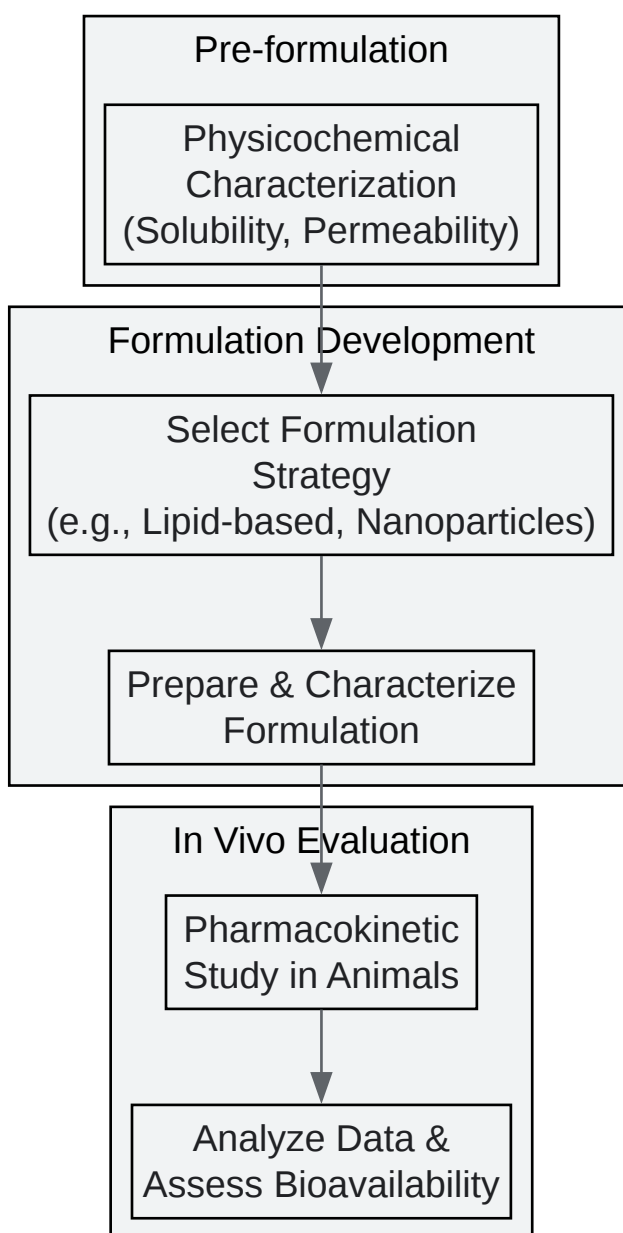 Pre-formulation
Physicochemical
Characterization
(Solubility, Permeability)
Formulation Development
Select Formulation
Strategy
(e.g., Lipid-based, Nanoparticles)
Prepare & Characterize
Formulation
In Vivo Evaluation
Pharmacokinetic
Study in Animals
Analyze Data &
Assess Bioavailability